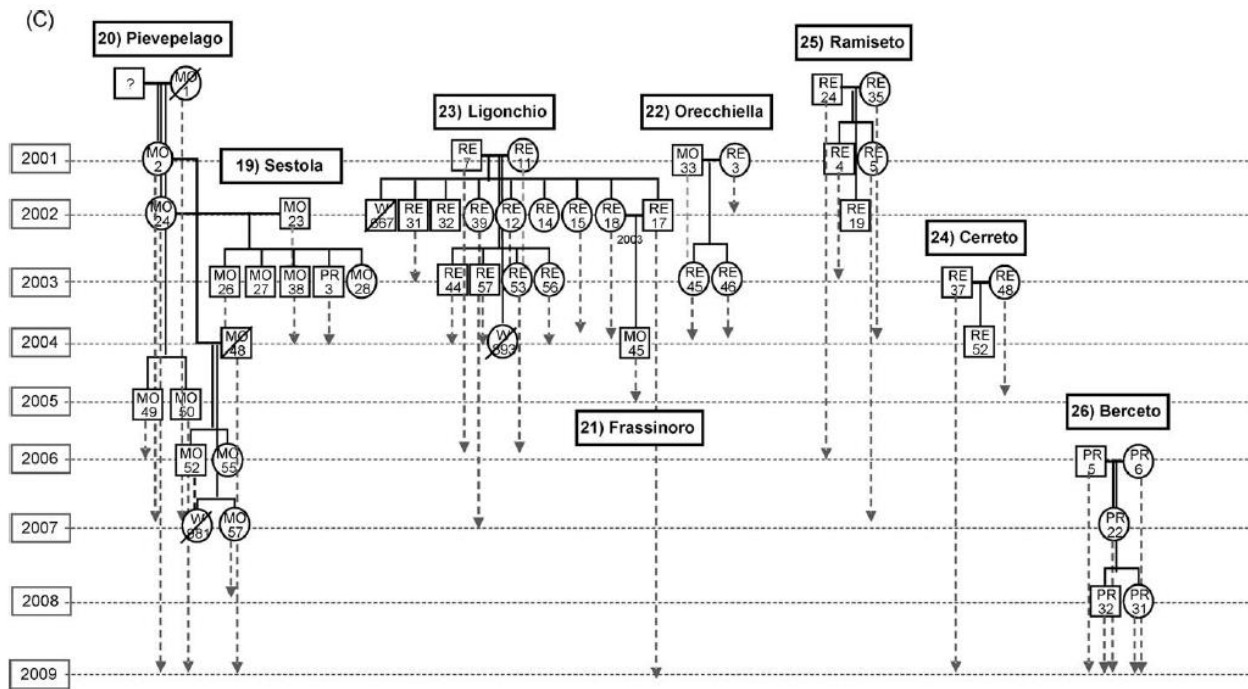 (C)
20) Pievepelago
25) Ramiseto
? MO 1
RE 24 RE 35
23) Ligonchio 22) Orecchiella
2001 MO 2 19) Sestola RE 7 RE 11 MO 33 RE 3 RE 4 RE 5
2002 MO 24 MO 23 W 667 RE 31 RE 32 RE 39 RE 12 RE 14 RE 15 RE 18 RE 17 RE 19
2003
24) Cerreto
2003 MO 26 MO 27 MO 38 PR 3 MO 28 RE 44 RE 57 RE 53 RE 56 RE 45 RE 46 RE 37 RE 48
2004 MO 48 W 893 MO 45 RE 52
2005 MO 49 MO 50
21) Frassinoro 26) Berceto
2006 MO 52 MO 55 PR 5 PR 6
2007 W 981 MO 57 PR 22
2008 PR 32 PR 31
2009